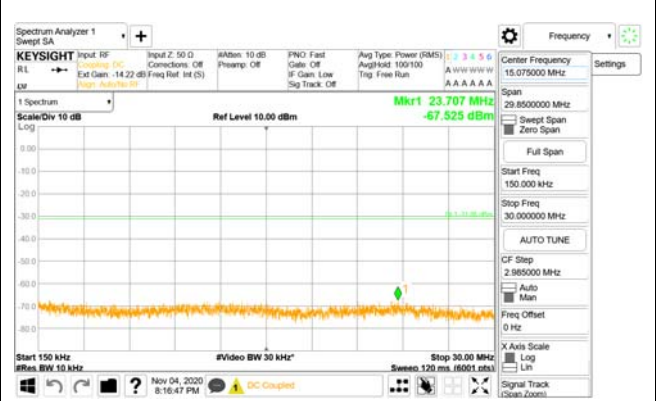 Spectrum Analyzer 1
Swept SA
Frequency
KEYSIGHT
RL
Input: RF
Coupling: DC
Ext Gain: -14.22 dB
Align: Auto/No RF
Input Z: 50 Ω
Corrections: Off
Freq Ref: Int (S)
#Atten: 10 dB
Preamp: Off
PNO: Fast
Gate: Off
IF Gain: Low
Sig Track: Off
Avg Type: Power (RMS)
Avg|Hold: 100/100
Trig: Free Run
1 2 3 4 5 6
A W W W W W
A A A A A A
1 Spectrum
Scale/Div 10 dB
Ref Level 10.00 dBm
Mkr1 23.707 MHz
-67.525 dBm
Log
0.00
-10.0
-20.0
-30.0
-40.0
-50.0
-60.0
-70.0
-80.0
1
Start 150 kHz
#Video BW 30 kHz*
Stop 30.00 MHz
#Res BW 10 kHz
Sweep 120 ms (6001 pts)
Nov 04, 2020
8:16:47 PM
DC Coupled
Center Frequency
15.075000 MHz
Settings
Span
29.8500000 MHz
Swept Span
Zero Span
Full Span
Start Freq
150.000 kHz
Stop Freq
30.000000 MHz
AUTO TUNE
CF Step
2.985000 MHz
Auto
Man
Freq Offset
0 Hz
X Axis Scale
Log
Lin
Signal Track
(Span Zoom)